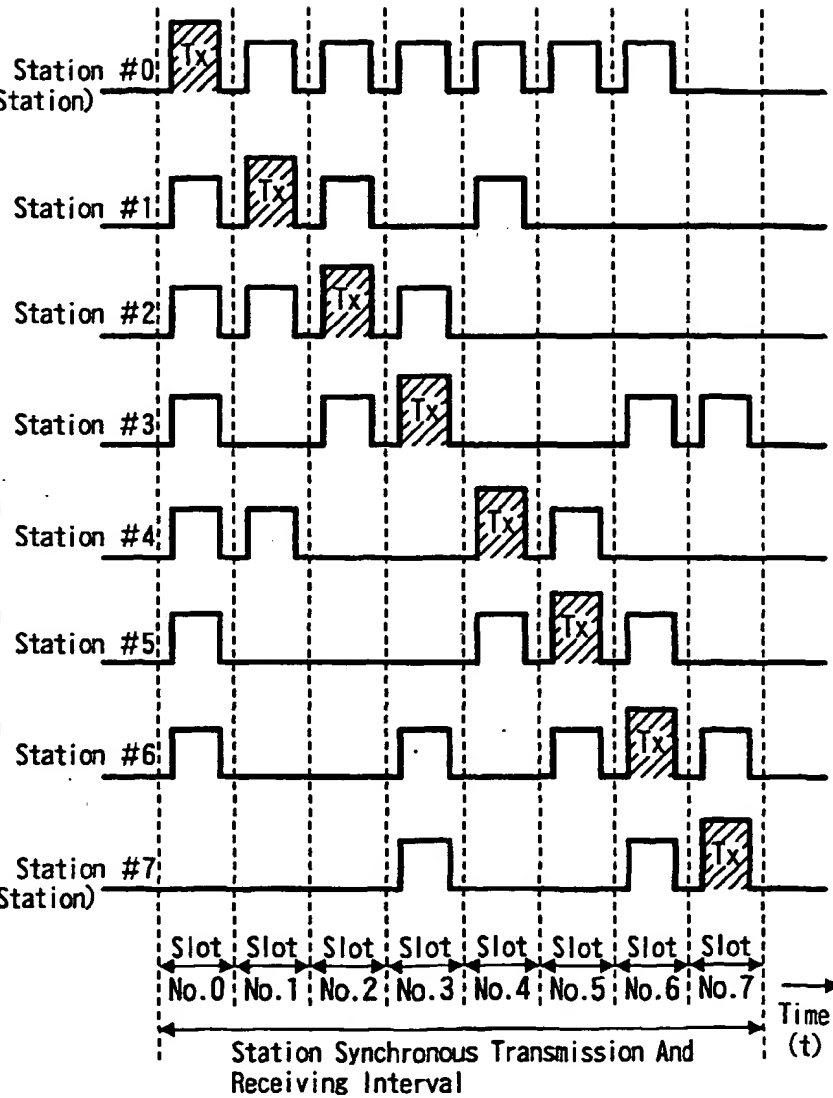 Tx
Station #0
Station)
Tx
Station #1
Tx
Station #2
Tx
Station #3
Tx
Station #4
Tx
Station #5
Tx
Station #6
Tx
Station #7
Station)
Slot Slot Slot Slot Slot Slot Slot Slot
No.0 No.1 No.2 No.3 No.4 No.5 No.6 No.7
Time
(t)
Station Synchronous Transmission And
Receiving Interval